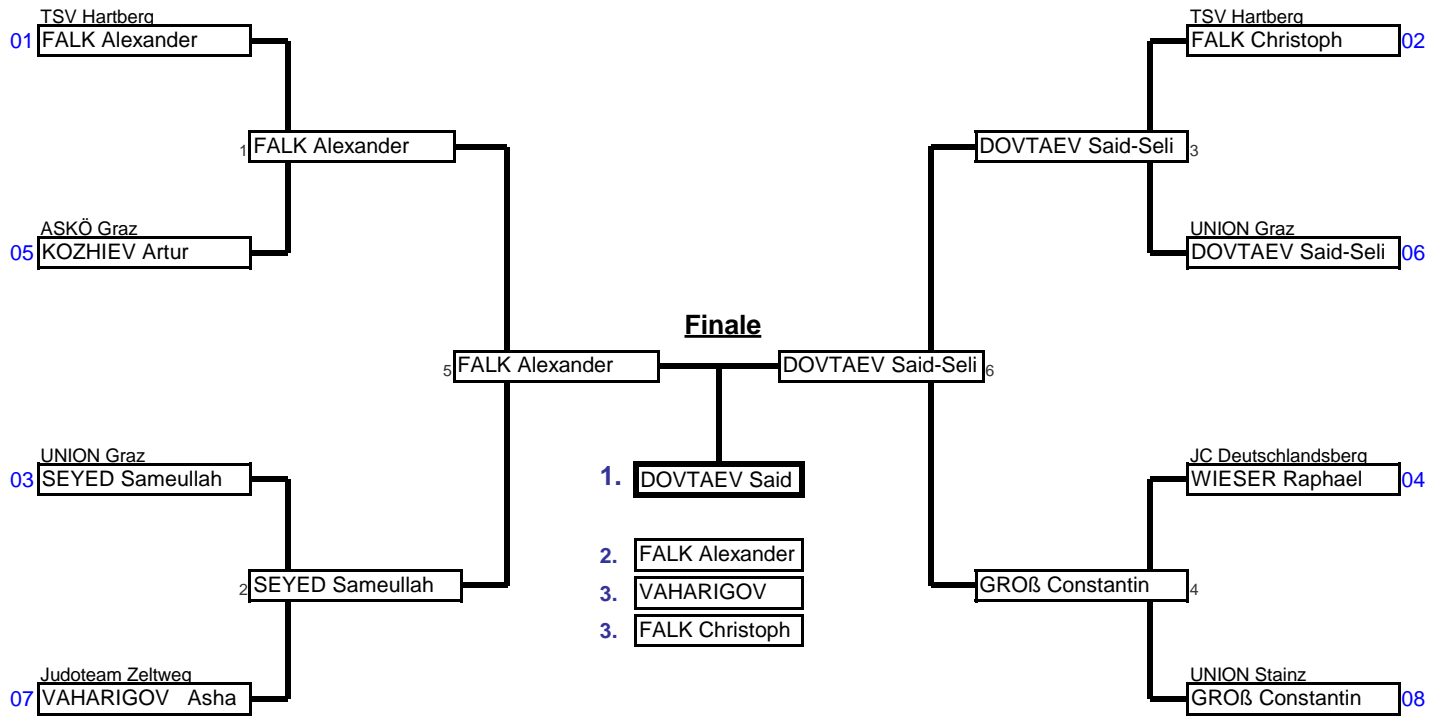 TSV Hartberg
01 FALK Alexander
1 FALK Alexander
ASKÖ Graz
05 KOZHIEV Artur
5 FALK Alexander
UNION Graz
03 SEYED Sameullah
2 SEYED Sameullah
Judoteam Zeltweg
07 VAHARIGOV Asha
Finale
1. DOVTAEV Said
2. FALK Alexander
3. VAHARIGOV
3. FALK Christoph
TSV Hartberg
FALK Christoph 02
DOVTAEV Said-Seli 3
UNION Graz
DOVTAEV Said-Seli 06
DOVTAEV Said-Seli 6
JC Deutschlandsberg
WIESER Raphael 04
GROß Constantin 4
UNION Stainz
GROß Constantin 08